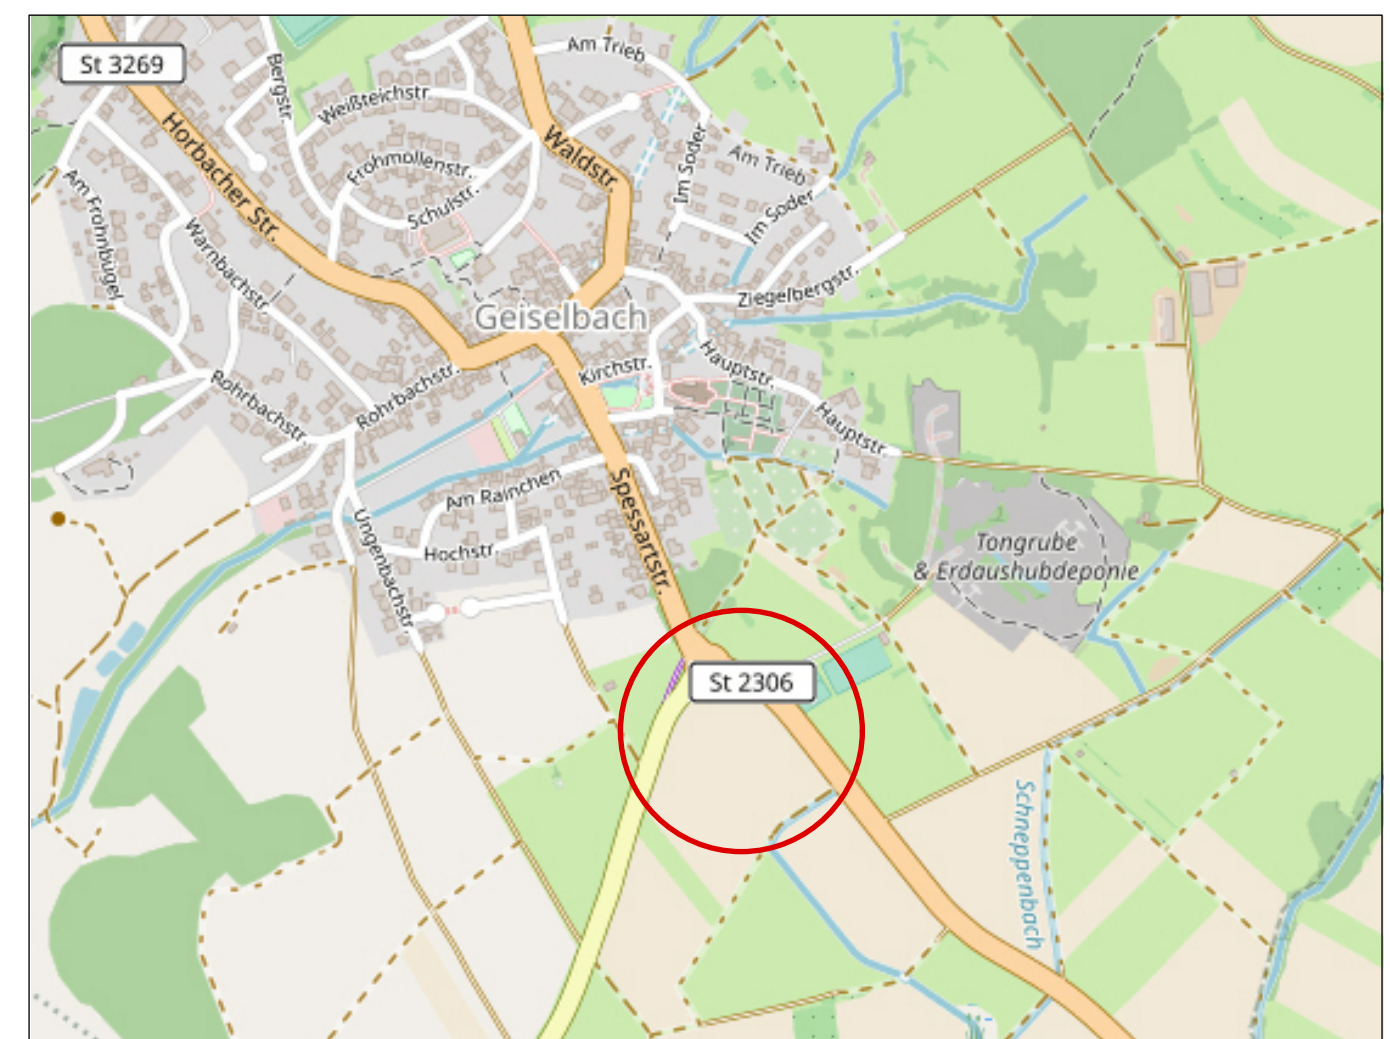 St 3269
Bergstr.
Am Trieb
Weißteichstr.
Horbacher Str.
Waldstr.
Im Soder
Am Trieb
Frohmollenstr.
Schulstr.
Am Frohnbügel
Warnbachstr.
Im Soder
Ziegelbergstr.
Geiselbach
Kirchstr.
Hauptstr.
Rohrbachstr.
Rohrbachstr.
Hauptstr.
Am Rainchen
Spessartstr.
Ungenbachstr.
Hochstr.
Tongrube
& Erdaushubdeponie
St 2306
Schneppenbach